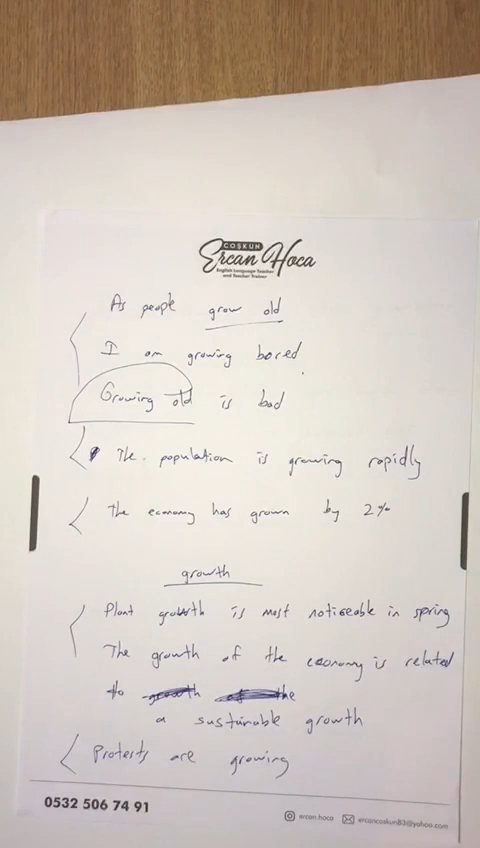 COŞKUN
Ercan Hoca
English Language Teacher
and Teacher Trainer
As people grow old
I am growing bored.
Growing old is bad
The population is growing rapidly
The economy has grown by 2%
growth
Plant growth is most noticeable in spring
The growth of the economy is related
to growth of the
a sustainable growth
Protests are growing
0532 506 74 91
ercan.hoca
ercancoskun83@yahoo.com